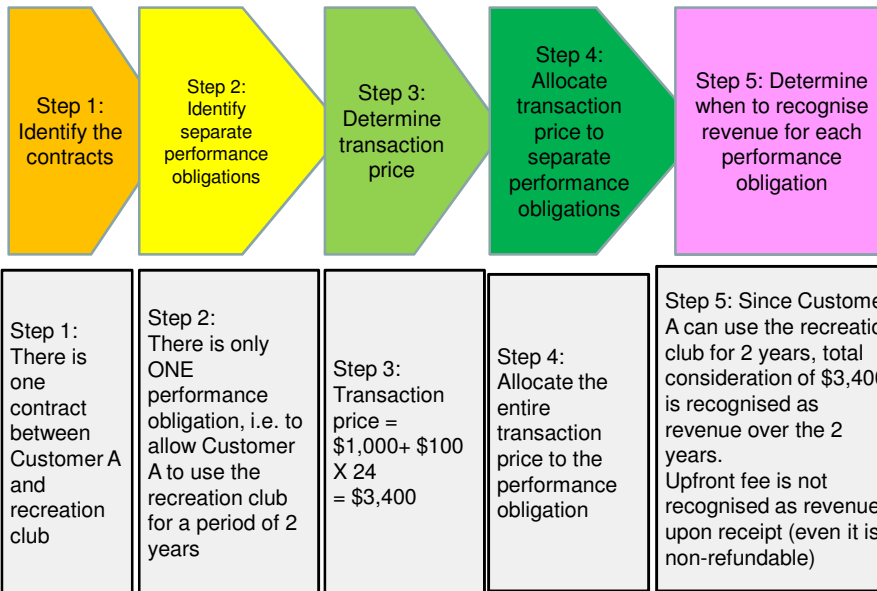 Step 1:
Identify the
contracts
Step 2:
Identify
separate
performance
obligations
Step 3:
Determine
transaction
price
Step 4:
Allocate
transaction
price to
separate
performance
obligations
Step 5: Determine
when to recognise
revenue for each
performance
obligation
Step 1:
There is
one
contract
between
Customer A
and
recreation
club
Step 2:
There is only
ONE
performance
obligation, i.e. to
allow Customer
A to use the
recreation club
for a period of 2
years
Step 3:
Transaction
price =
$1,000+ $100
X 24
= $3,400
Step 4:
Allocate the
entire
transaction
price to the
performance
obligation
Step 5: Since Custome
A can use the recreatio
club for 2 years, total
consideration of $3,400
is recognised as
revenue over the 2
years.
Upfront fee is not
recognised as revenue
upon receipt (even it is
non-refundable)